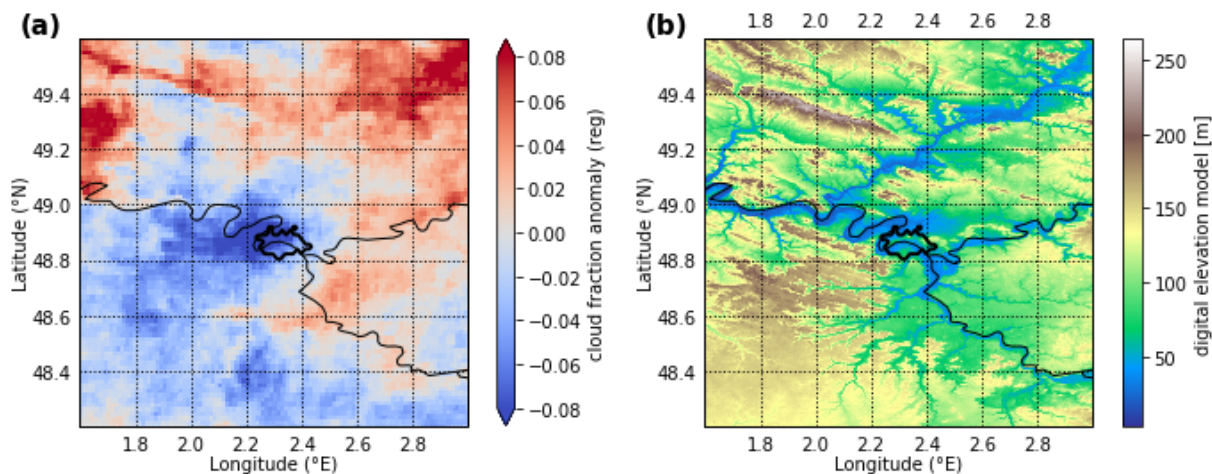 (a)
49.4
49.2
49.0
48.8
48.6
48.4
Latitude (°N)
1.8 2.0 2.2 2.4 2.6 2.8
Longitude (°E)
0.08
0.06
0.04
0.02
0.00
−0.02
−0.04
−0.06
−0.08
cloud fraction anomaly (reg)
(b)
1.8 2.0 2.2 2.4 2.6 2.8
49.4
49.2
49.0
48.8
48.6
48.4
Latitude (°N)
1.8 2.0 2.2 2.4 2.6 2.8
Longitude (°E)
250
200
150
100
50
digital elevation model [m]